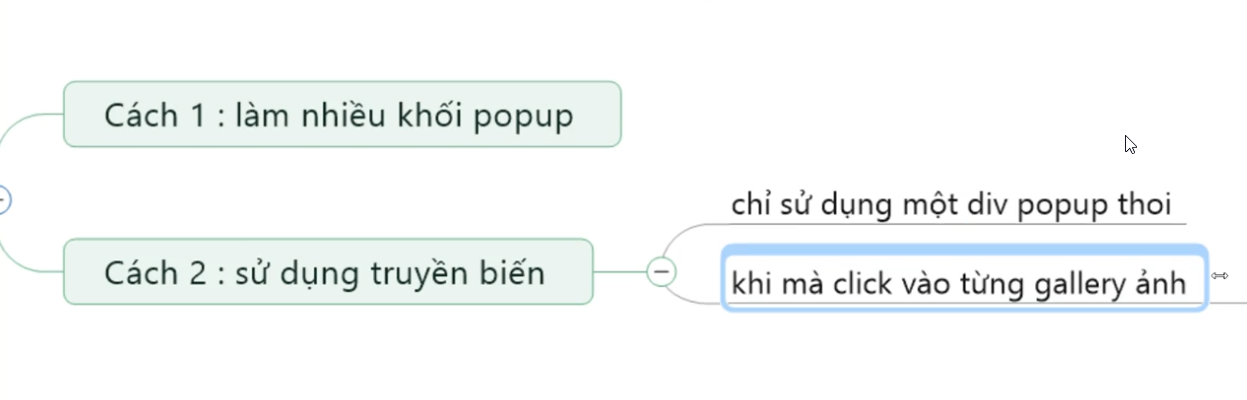 Cách 1 : làm nhiều khối popup
chỉ sử dụng một div popup thoi
Cách 2 : sử dụng truyền biến
khi mà click vào từng gallery ảnh